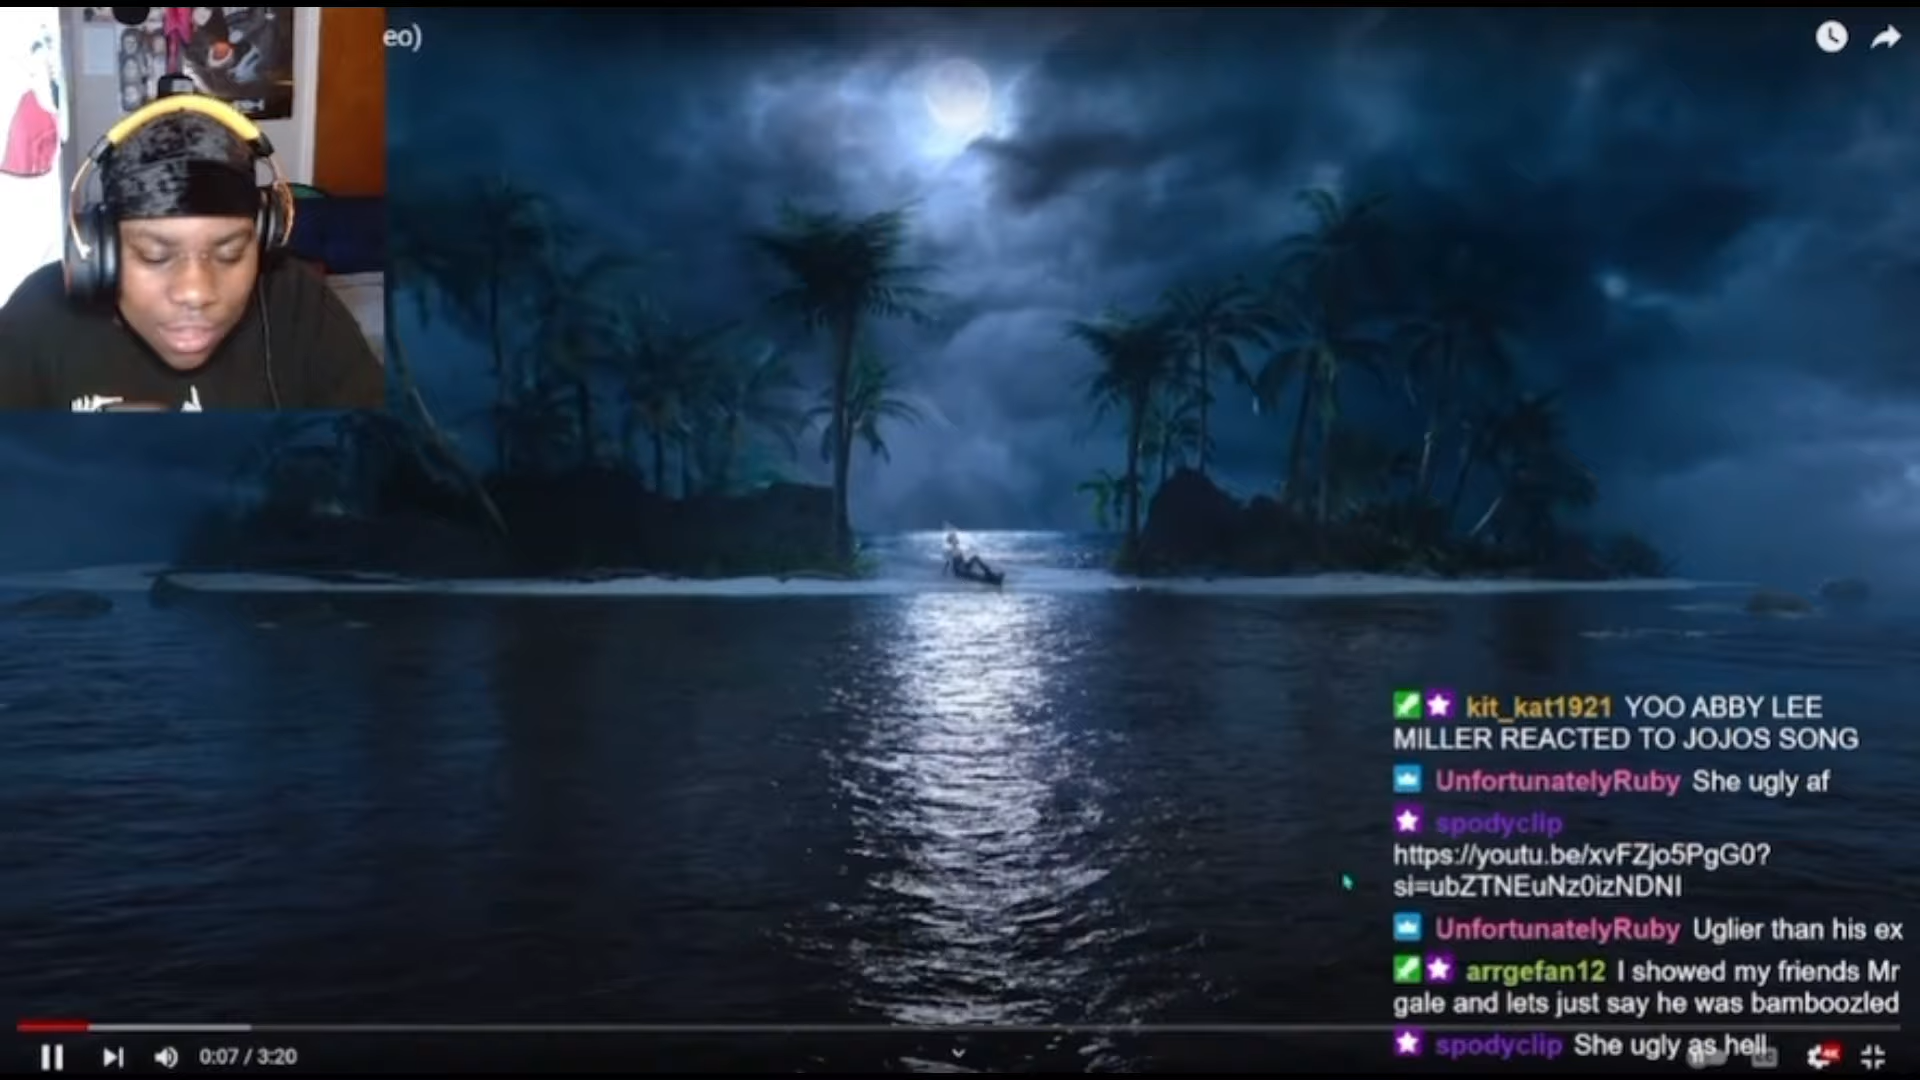 eo)
kit_kat1921 YOO ABBY LEE
MILLER REACTED TO JOJOS SONG
UnfortunatelyRuby She ugly af
spodyclip
https://youtu.be/xvFZjo5PgG0?
si=ubZTNEuNz0izNDNI
UnfortunatelyRuby Uglier than his ex
arrgefan12 I showed my friends Mr
gale and lets just say he was bamboozled
spodyclip She ugly as hell
0:07 / 3:20